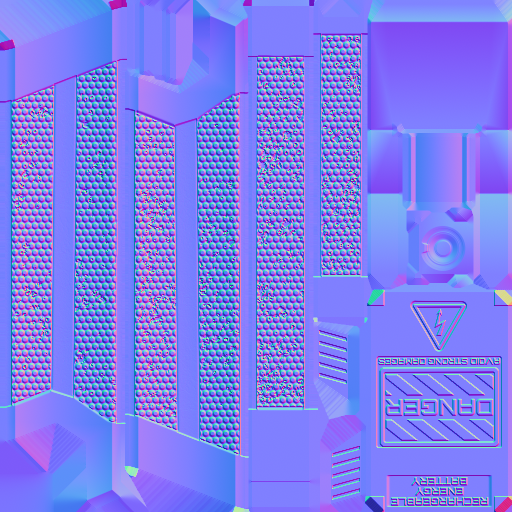 AVOID STRONG DAMAGES
DANGER
RECHARGEABLE
ENERGY
BATTERY